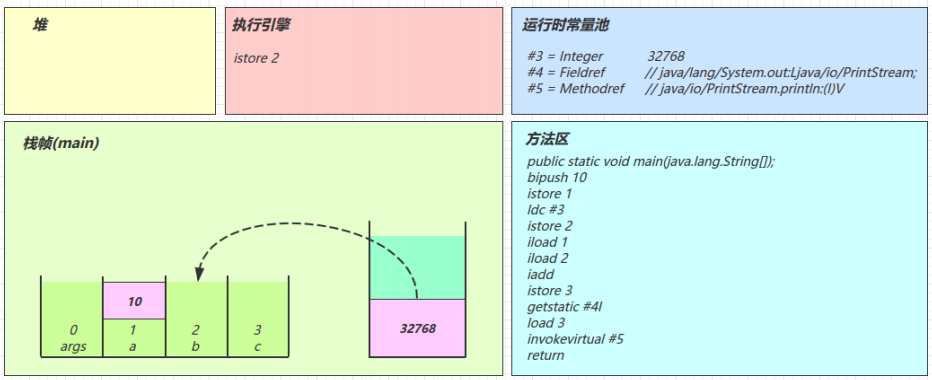 堆
执行引擎
istore 2
运行时常量池
#3 = Integer 32768
#4 = Fieldref // java/lang/System.out:Ljava/io/PrintStream;
#5 = Methodref // java/io/PrintStream.println:(I)V
栈帧(main)
10
32768
0 1 2 3
args a b c
方法区
public static void main(java.lang.String[]);
bipush 10
istore 1
ldc #3
istore 2
iload 1
iload 2
iadd
istore 3
getstatic #4l
load 3
invokevirtual #5
return